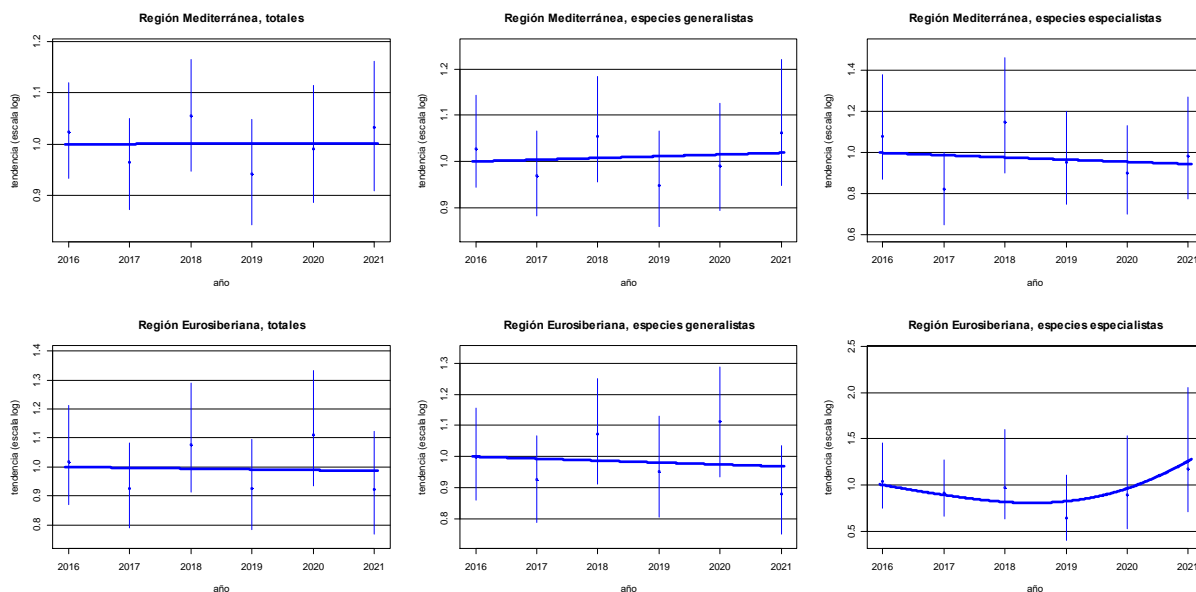 Región Mediterránea, totales
tendencia (escala log)
1.2
1.1
1.0
0.9
2016 2017 2018 2019 2020 2021
año
Región Mediterránea, especies generalistas
tendencia (escala log)
1.2
1.1
1.0
0.9
2016 2017 2018 2019 2020 2021
año
Región Mediterránea, especies especialistas
tendencia (escala log)
1.4
1.2
1.0
0.8
0.6
2016 2017 2018 2019 2020 2021
año
Región Eurosiberiana, totales
tendencia (escala log)
1.4
1.3
1.2
1.1
1.0
0.9
0.8
2016 2017 2018 2019 2020 2021
año
Región Eurosiberiana, especies generalistas
tendencia (escala log)
1.3
1.2
1.1
1.0
0.9
0.8
2016 2017 2018 2019 2020 2021
año
Región Eurosiberiana, especies especialistas
tendencia (escala log)
2.5
2.0
1.5
1.0
0.5
2016 2017 2018 2019 2020 2021
año